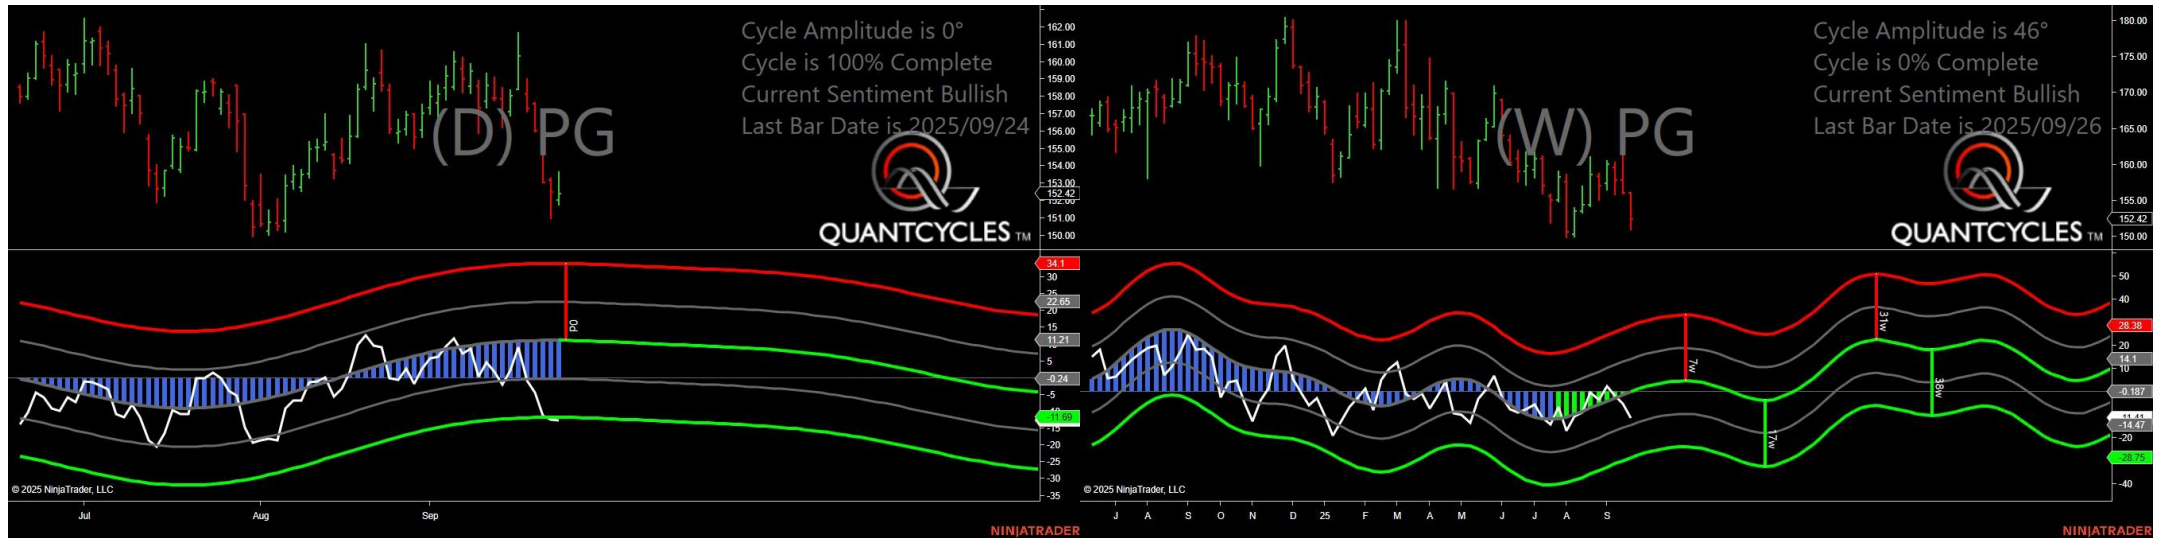 Cycle Amplitude is 0°
Cycle is 100% Complete
Current Sentiment Bullish
Last Bar Date is 2025/09/24
(D) PG
QUANTCYCLES TM
162.00
161.00
160.00
159.00
158.00
157.00
156.00
155.00
154.00
153.00
152.42
152.00
151.00
150.00
34.1
30
25
22.65
20
15
11.21
5
-0.24
-5
-11.69
-15
-20
-25
-30
-35
P0
© 2025 NinjaTrader, LLC
Jul
Aug
Sep
NINJATRADER
Cycle Amplitude is 46°
Cycle is 0% Complete
Current Sentiment Bullish
Last Bar Date is 2025/09/26
(W) PG
QUANTCYCLES TM
180.00
175.00
170.00
165.00
160.00
155.00
152.42
150.00
50
40
28.38
20
14.1
10
-0.187
-14.47
-20
-28.75
-40
7w
17w
31w
38w
© 2025 NinjaTrader, LLC
J A S O N D 25 F M A M J J A S
NINJATRADER